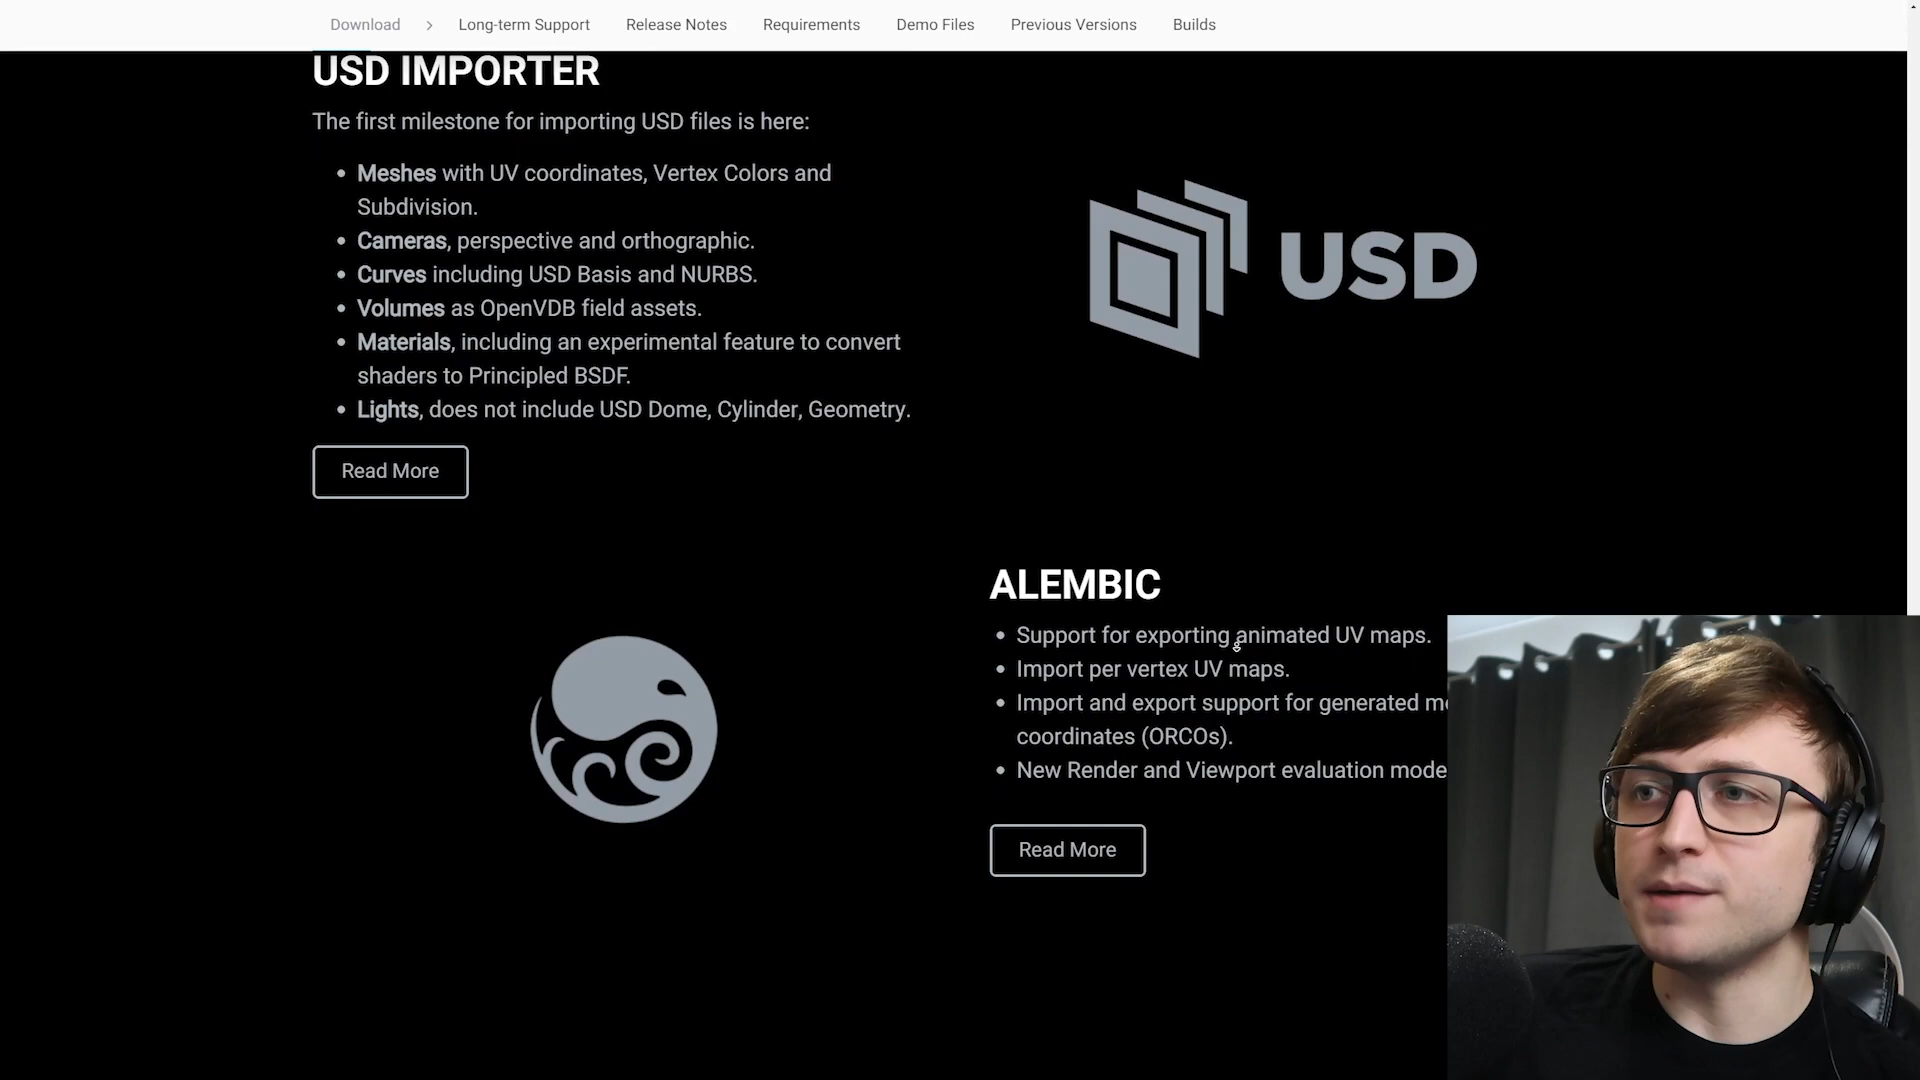 Download > Long-term Support Release Notes Requirements Demo Files Previous Versions Builds
USD IMPORTER
The first milestone for importing USD files is here:
• Meshes with UV coordinates, Vertex Colors and
Subdivision.
• Cameras, perspective and orthographic.
• Curves including USD Basis and NURBS.
• Volumes as OpenVDB field assets.
• Materials, including an experimental feature to convert
shaders to Principled BSDF.
• Lights, does not include USD Dome, Cylinder, Geometry.
Read More
USD
ALEMBIC
• Support for exporting animated UV maps.
• Import per vertex UV maps.
• Import and export support for generated
coordinates (ORCOs).
• New Render and Viewport evaluation mode
Read More